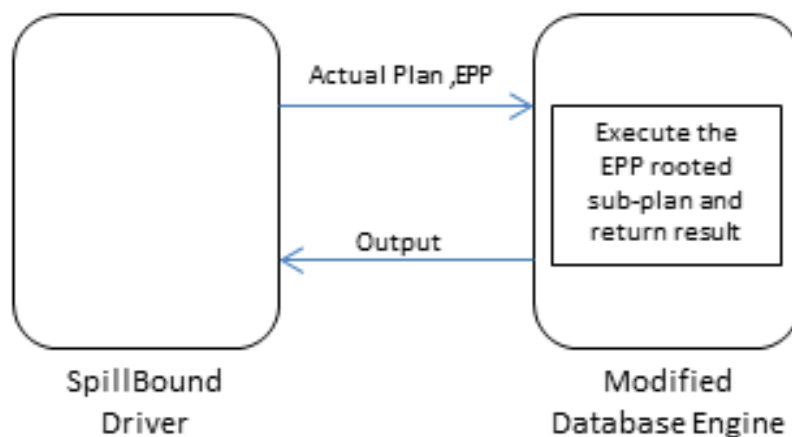 Actual Plan ,EPP
Execute the
EPP rooted
sub-plan and
return result
Output
SpillBound
Driver
Modified
Database Engine